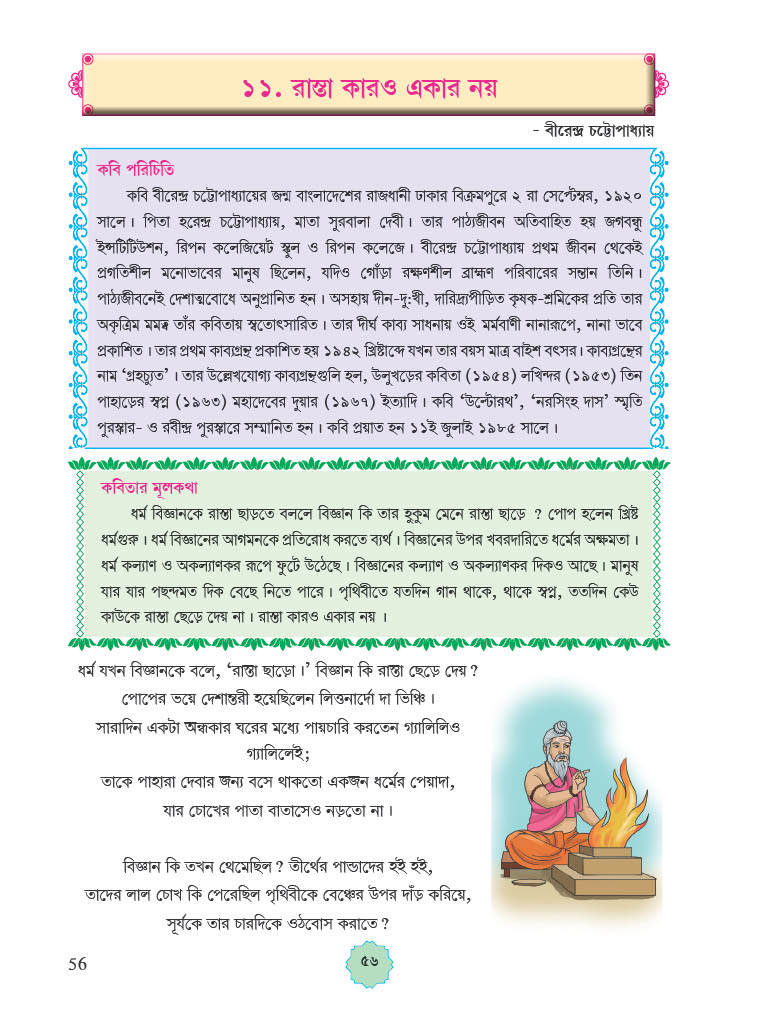 ১১. রাস্তা কারও একার নয়
- বীরেন্দ্র চট্টোপাধ্যায়
কবি পরিচিতি
কবি বীরেন্দ্র চট্টোপাধ্যায়ের জন্ম বাংলাদেশের রাজধানী ঢাকার বিক্রমপুরে ২ রা সেপ্টেম্বর, ১৯২০
সালে। পিতা হরেন্দ্র চট্টোপাধ্যায়, মাতা সুরবালা দেবী। তার পাঠ্যজীবন অতিবাহিত হয় জগবন্ধু
ইন্সটিটিউশন, রিপন কলেজিয়েট স্কুল ও রিপন কলেজে। বীরেন্দ্র চট্টোপাধ্যায় প্রথম জীবন থেকেই
প্রগতিশীল মনোভাবের মানুষ ছিলেন, যদিও গোঁড়া রক্ষণশীল ব্রাহ্মণ পরিবারের সন্তান তিনি।
পাঠ্যজীবনেই দেশাত্মবোধে অনুপ্রানিত হন। অসহায় দীন-দু:খী, দারিদ্র্যপীড়িত কৃষক-শ্রমিকের প্রতি তার
অকৃত্রিম মমত্ব তাঁর কবিতায় স্বতোৎসারিত। তার দীর্ঘ কাব্য সাধনায় ওই মর্মবাণী নানারূপে, নানা ভাবে
প্রকাশিত। তার প্রথম কাব্যগ্রন্থ প্রকাশিত হয় ১৯৪২ খ্রিষ্টাব্দে যখন তার বয়স মাত্র বাইশ বৎসর। কাব্যগ্রন্থের
নাম ‘গ্রহচ্যুত’। তার উল্লেখযোগ্য কাব্যগ্রন্থগুলি হল, উলুখড়ের কবিতা (১৯৫৪) লখিন্দর (১৯৫৩) তিন
পাহাড়ের স্বপ্ন (১৯৬৩) মহাদেবের দুয়ার (১৯৬৭) ইত্যাদি। কবি ‘উল্টোরথ’, ‘নরসিংহ দাস’ স্মৃতি
পুরস্কার- ও রবীন্দ্র পুরস্কারে সম্মানিত হন। কবি প্রয়াত হন ১১ই জুলাই ১৯৮৫ সালে।
কবিতার মূলকথা
ধর্ম বিজ্ঞানকে রাস্তা ছাড়তে বললে বিজ্ঞান কি তার হুকুম মেনে রাস্তা ছাড়ে ? পোপ হলেন খ্রিষ্ট
ধর্মগুরু। ধর্ম বিজ্ঞানের আগমনকে প্রতিরোধ করতে ব্যর্থ। বিজ্ঞানের উপর খবরদারিতে ধর্মের অক্ষমতা।
ধর্ম কল্যাণ ও অকল্যাণকর রূপে ফুটে উঠেছে। বিজ্ঞানের কল্যাণ ও অকল্যাণকর দিকও আছে। মানুষ
যার যার পছন্দমত দিক বেছে নিতে পারে। পৃথিবীতে যতদিন গান থাকে, থাকে স্বপ্ন, ততদিন কেউ
কাউকে রাস্তা ছেড়ে দেয় না। রাস্তা কারও একার নয় ।
ধর্ম যখন বিজ্ঞানকে বলে, ‘রাস্তা ছাড়ো।’ বিজ্ঞান কি রাস্তা ছেড়ে দেয় ?
পোপের ভয়ে দেশান্তরী হয়েছিলেন লিত্তনার্দো দা ভিঞ্চি।
সারাদিন একটা অন্ধকার ঘরের মধ্যে পায়চারি করতেন গ্যালিলিও
গ্যালিলেই;
তাকে পাহারা দেবার জন্য বসে থাকতো একজন ধর্মের পেয়াদা,
যার চোখের পাতা বাতাসেও নড়তো না।
বিজ্ঞান কি তখন থেমেছিল ? তীর্থের পান্ডাদের হই হই,
তাদের লাল চোখ কি পেরেছিল পৃথিবীকে বেঞ্চের উপর দাঁড় করিয়ে,
সূর্যকে তার চারদিকে ওঠবোস করাতে ?
56
৫৬